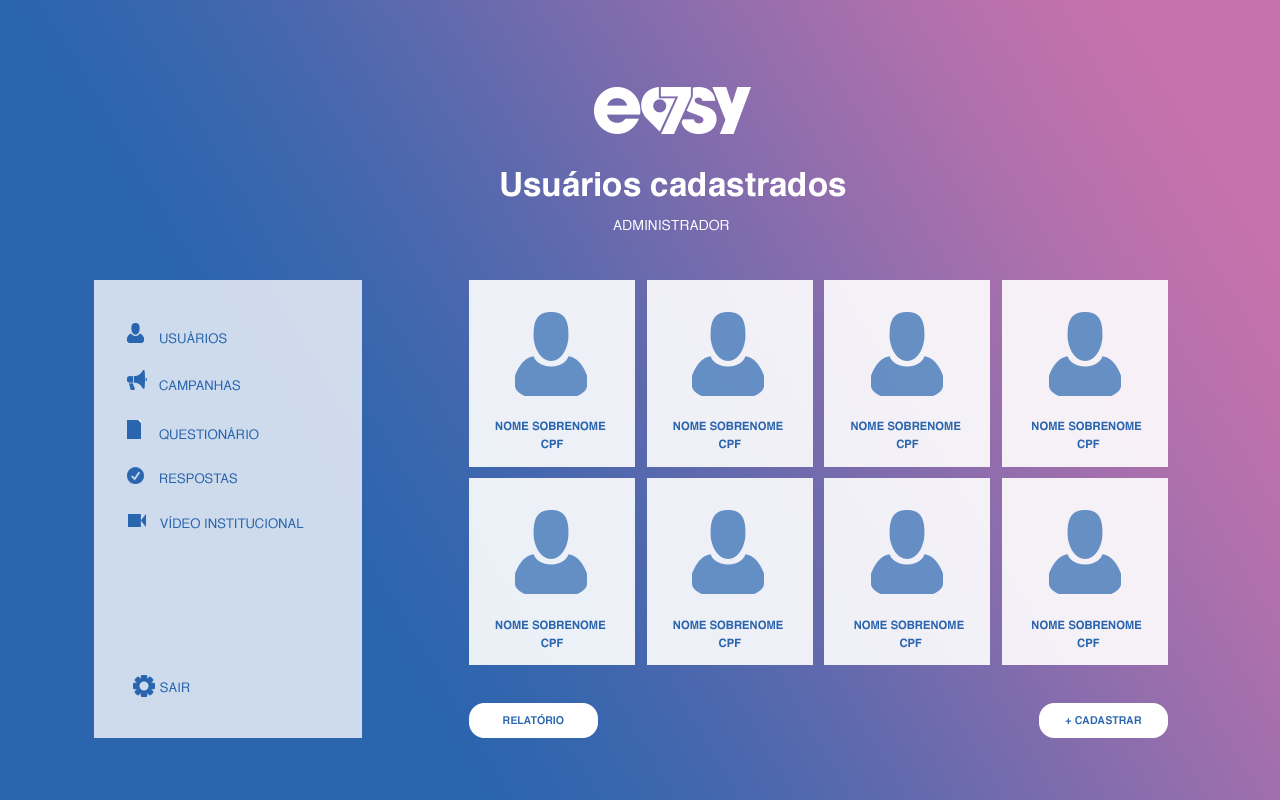 easy
Usuários cadastrados
ADMINISTRADOR
USUÁRIOS
CAMPANHAS
QUESTIONÁRIO
RESPOSTAS
VÍDEO INSTITUCIONAL
SAIR
NOME SOBRENOME
CPF
NOME SOBRENOME
CPF
NOME SOBRENOME
CPF
NOME SOBRENOME
CPF
NOME SOBRENOME
CPF
NOME SOBRENOME
CPF
NOME SOBRENOME
CPF
NOME SOBRENOME
CPF
RELATÓRIO
+ CADASTRAR